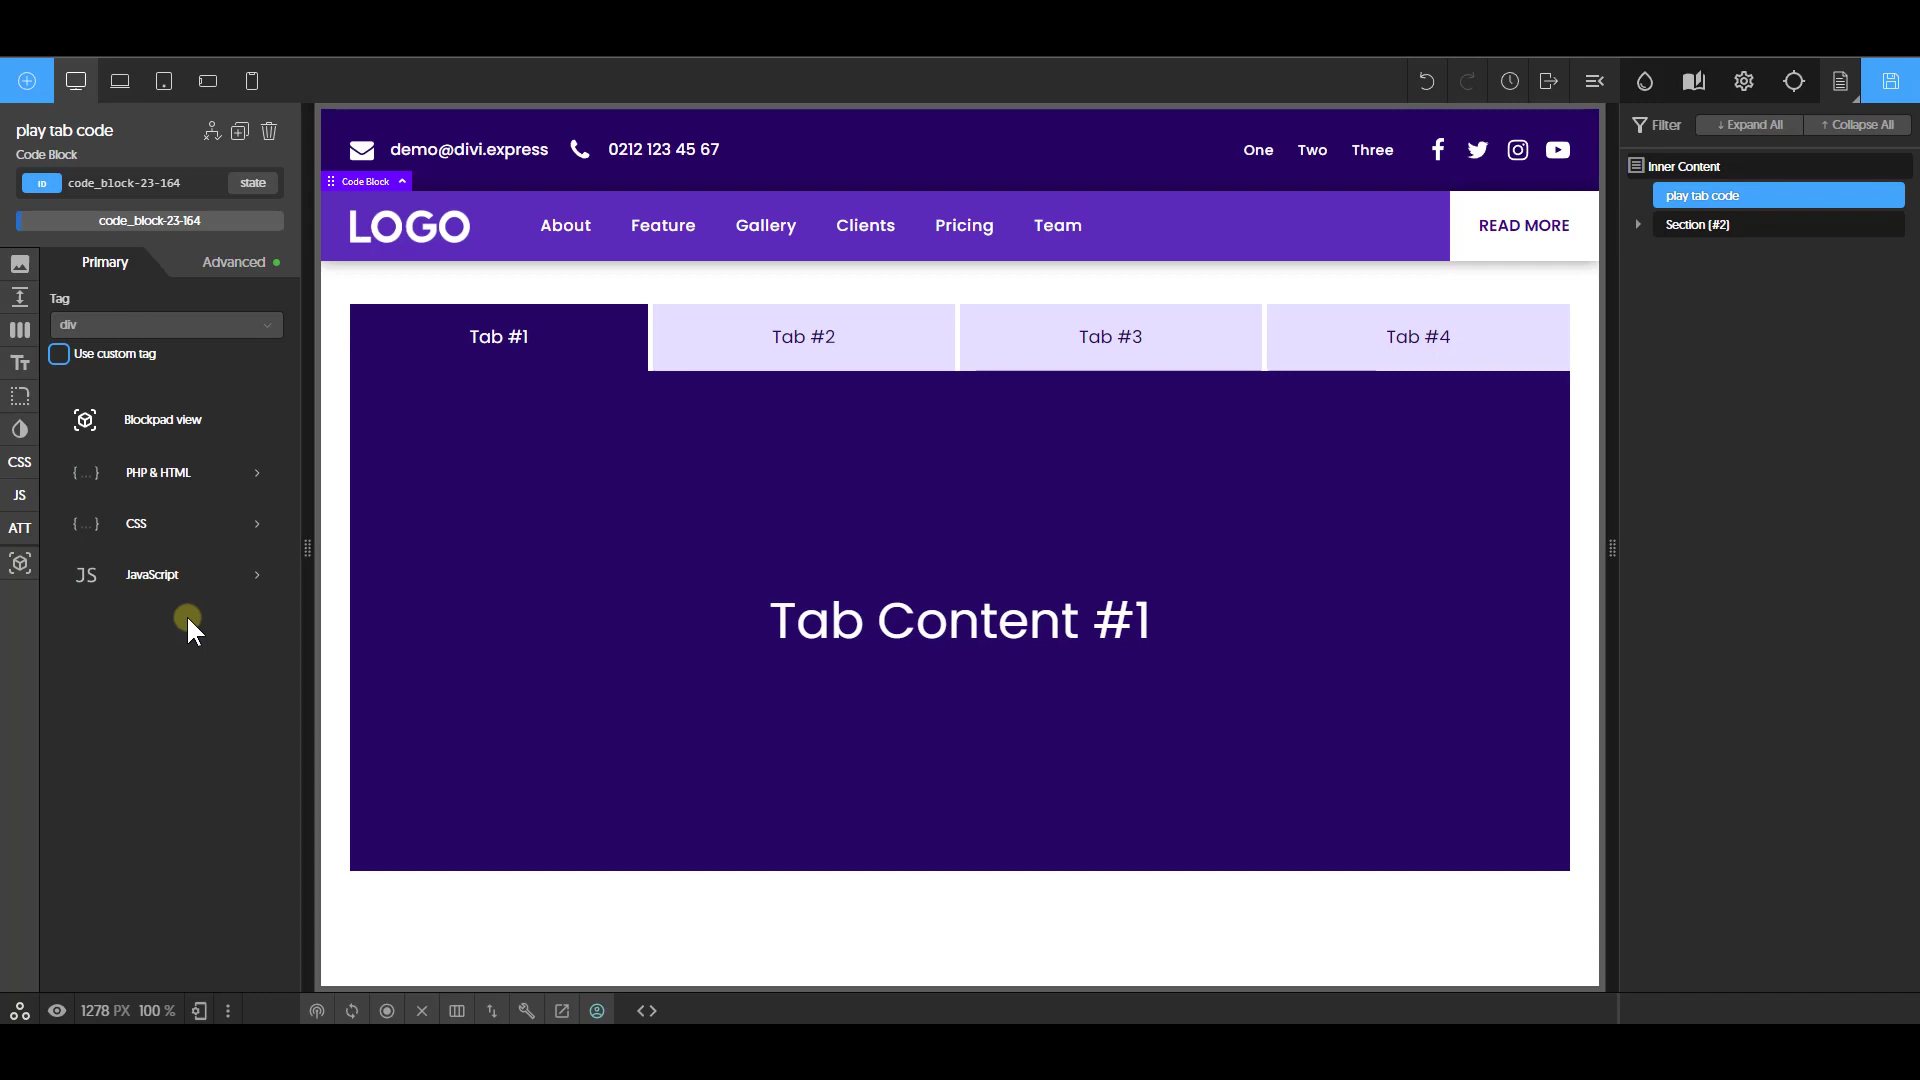 play tab code
Code Block
ID code_block-23-164 state
code_block-23-164
Primary Advanced
Tag
div
Use custom tag
Blockpad view
{...} PHP & HTML
{...} CSS
JS JavaScript
CSS
JS
ATT
1278 PX 100 %
demo@divi.express 0212 123 45 67 One Two Three
Code Block
LOGO About Feature Gallery Clients Pricing Team READ MORE
Tab #1 Tab #2 Tab #3 Tab #4
Tab Content #1
Filter ↓ Expand All ↑ Collapse All
Inner Content
play tab code
Section (#2)